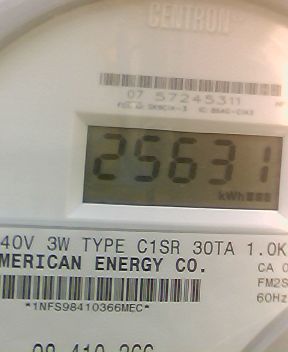 CENTRON
07 57245311
25631
kWh
40V 3W TYPE C1SR 30TA 1.0K
MERICAN ENERGY CO.
CA 0
FM2S
60Hz
*1NFS98410366MEC*